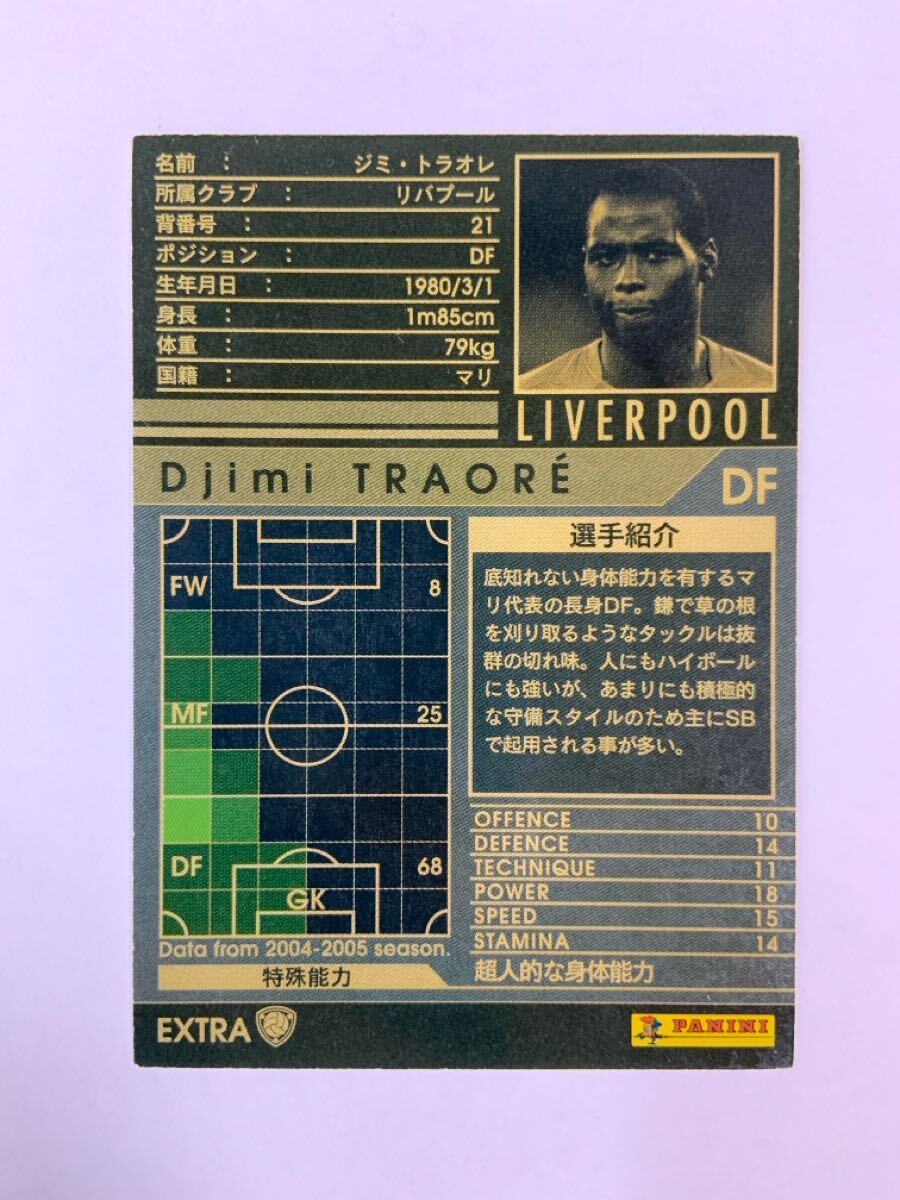 名前 : ジミ・トラオレ
所属クラブ : リバプール
背番号 : 21
ポジション : DF
生年月日 : 1980/3/1
身長 : 1m85cm
体重 : 79kg
国籍 : マリ
LIVERPOOL
Djimi TRAORÉ DF
FW 8
MF 25
DF 68
GK
Data from 2004-2005 season.
選手紹介
底知れない身体能力を有するマ
リ代表の長身DF。鎌で草の根
を刈り取るようなタックルは抜
群の切れ味。人にもハイボール
にも強いが、あまりにも積極的
な守備スタイルのため主にSB
で起用される事が多い。
OFFENCE 10
DEFENCE 14
TECHNIQUE 11
POWER 18
SPEED 15
STAMINA 14
特殊能力 超人的な身体能力
EXTRA PANINI